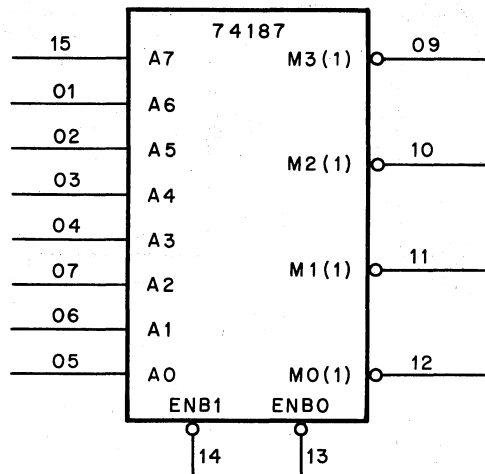 74187
15 A7 M3(1) 09
01 A6
02 A5 M2(1) 10
03 A4
04 A3 M1(1) 11
07 A2
06 A1
05 A0 M0(1) 12
ENB1 ENB0
14 13